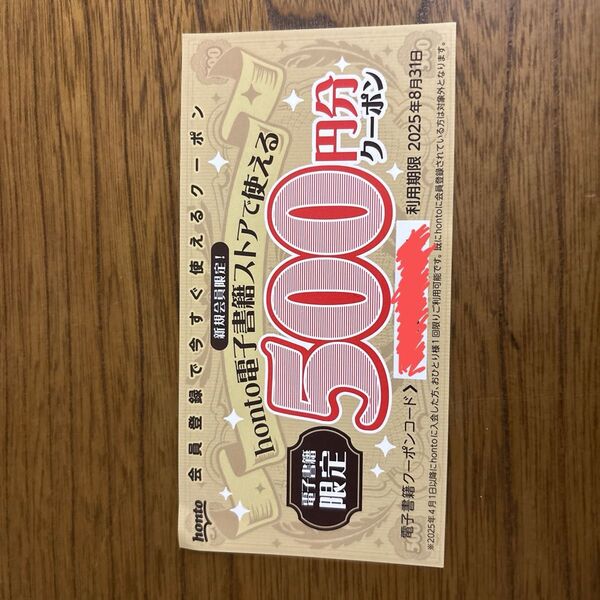 honto 会員登録で今すぐ使えるクーポン
新規会員限定！
honto電子書籍ストアで使える
電子書籍
限定
500円分
クーポン
電子書籍クーポンコード＞
利用期限 2025年8月31日
※2025年4月1日以降にhontoに入会した方、おひとり様1回限りご利用可能です。既にhontoに会員登録されている方は対象外となります。
500
500